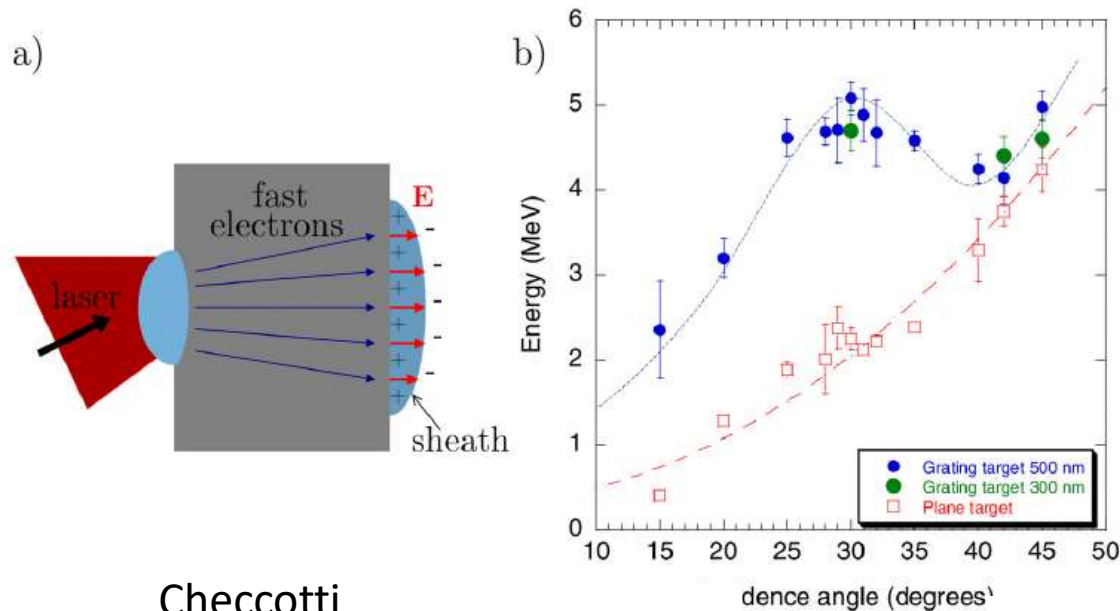 a)
fast
electrons
E
laser
sheath
b)
Energy (MeV)
6
5
4
3
2
1
0
10 15 20 25 30 35 40 45 50
dence angle (degrees
Grating target 500 nm
Grating target 300 nm
Plane target
Checcotti